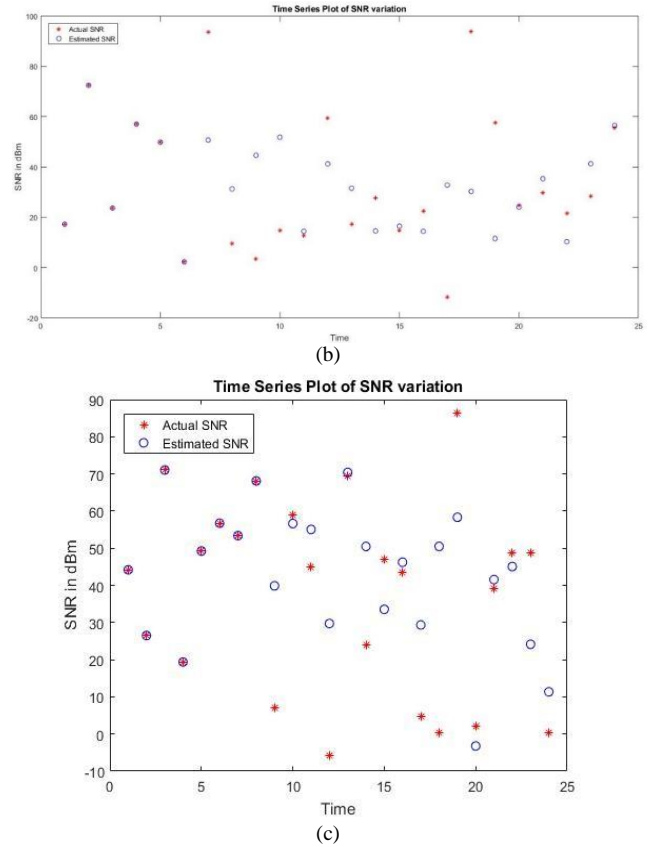 Time Series Plot of SNR variation
100
80
60
40
20
0
-20
SNR in dBm
Actual SNR
Estimated SNR
0 5 10 15 20 25
Time
(b)
Time Series Plot of SNR variation
90
80
70
60
50
40
30
20
10
0
-10
SNR in dBm
Actual SNR
Estimated SNR
0 5 10 15 20 25
Time
(c)